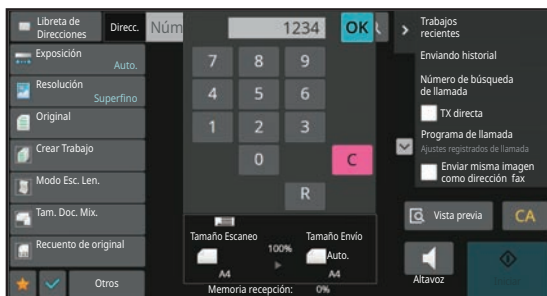 Libreta de
Direcciones
Direcc.
Núm
1234
OK
Trabajos
recientes
Exposición
Auto.
Enviando historial
Resolución
Superfino
Número de búsqueda
de llamada
TX directa
Original
Programa de llamada
Ajustes registrados de llamada
Crear Trabajo
Enviar misma imagen
como dirección fax
Modo Esc. Len.
Tam. Doc. Mix.
Recuento de
original
Otros
7 8 9
4 5 6
1 2 3
0 C
R
Tamaño Escaneo
100%
Tamaño Envío
Auto.
A4
A4
Memoria recepción: 0%
Vista previa
CA
Altavoz